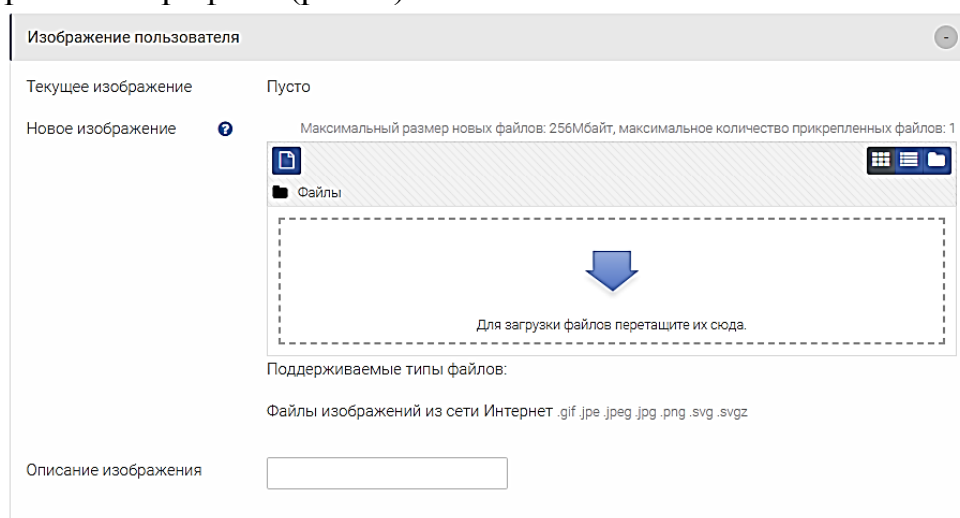 Изображение пользователя
-
Текущее изображение Пусто
Новое изображение ? Максимальный размер новых файлов: 256Мбайт, максимальное количество прикрепленных файлов: 1
Файлы
Для загрузки файлов перетащите их сюда.
Поддерживаемые типы файлов:
Файлы изображений из сети Интернет .gif .jpe .jpeg .jpg .png .svg .svgz
Описание изображения